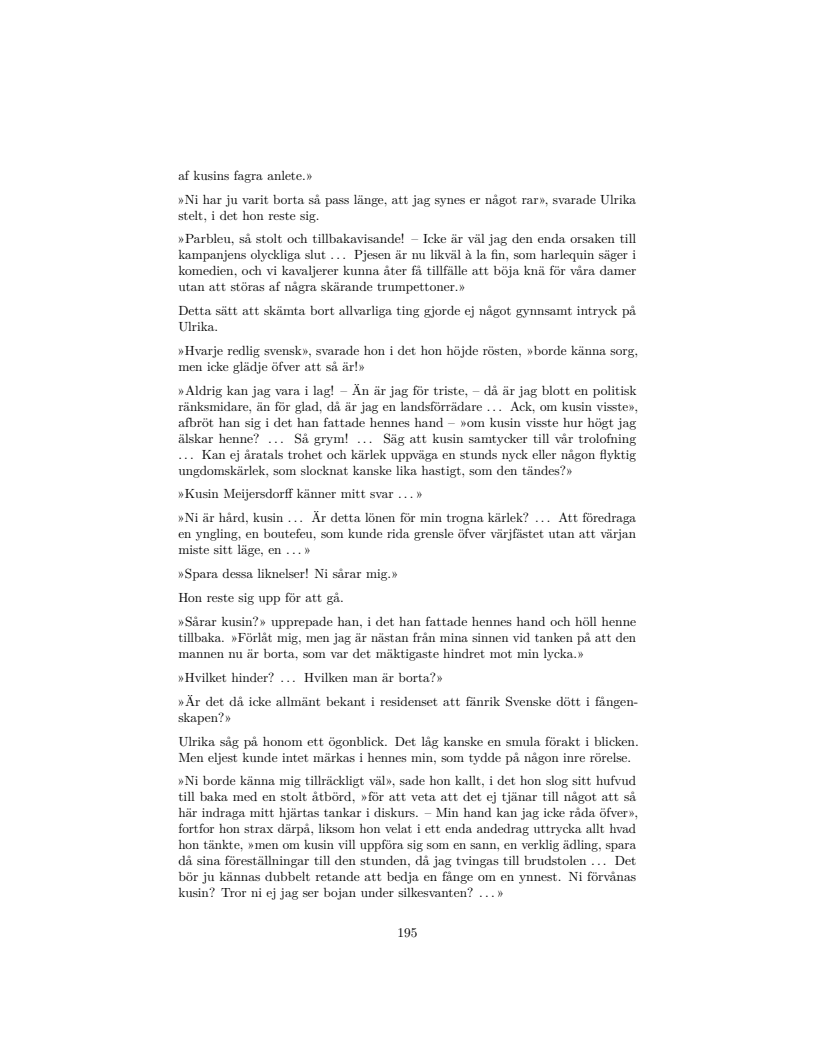 af kusins fagra anlete.»
»Ni har ju varit borta så pass länge, att jag synes er något rar», svarade Ulrika
stelt, i det hon reste sig.
»Parbleu, så stolt och tillbakavisande! – Icke är väl jag den enda orsaken till
kampanjens olyckliga slut ... Pjesen är nu likväl à la fin, som harlequin säger i
komedien, och vi kavaljerer kunna åter få tillfälle att böja knä för våra damer
utan att störas af några skärande trumpettoner.»
Detta sätt att skämta bort allvarliga ting gjorde ej något gynnsamt intryck på
Ulrika.
»Hvarje redlig svensk», svarade hon i det hon höjde rösten, »borde känna sorg,
men icke glädje öfver att så är!»
»Aldrig kan jag vara i lag! – Än är jag för triste, – då är jag blott en politisk
ränksmidare, än för glad, då är jag en landsförrädare ... Ack, om kusin visste»,
afbröt han sig i det han fattade hennes hand – »om kusin visste hur högt jag
älskar henne? ... Så grym! ... Säg att kusin samtycker till vår trolofning
... Kan ej åratals trohet och kärlek uppväga en stunds nyck eller någon flyktig
ungdomskärlek, som slocknat kanske lika hastigt, som den tändes?»
»Kusin Meijersdorff känner mitt svar ...»
»Ni är hård, kusin ... Är detta lönen för min trogna kärlek? ... Att föredraga
en yngling, en boutefeu, som kunde rida grensle öfver värjfästet utan att värjan
miste sitt läge, en ...»
»Spara dessa liknelser! Ni sårar mig.»
Hon reste sig upp för att gå.
»Sårar kusin?» upprepade han, i det han fattade hennes hand och höll henne
tillbaka. »Förlåt mig, men jag är nästan från mina sinnen vid tanken på att den
mannen nu är borta, som var det mäktigaste hindret mot min lycka.»
»Hvilket hinder? ... Hvilken man är borta?»
»Är det då icke allmänt bekant i residenset att fänrik Svenske dött i fången-
skapen?»
Ulrika såg på honom ett ögonblick. Det låg kanske en smula förakt i blicken.
Men eljest kunde intet märkas i hennes min, som tydde på någon inre rörelse.
»Ni borde känna mig tillräckligt väl», sade hon kallt, i det hon slog sitt hufvud
till baka med en stolt åtbörd, »för att veta att det ej tjänar till något att så
här indraga mitt hjärtas tankar i diskurs. – Min hand kan jag icke råda öfver»,
fortfor hon strax därpå, liksom hon velat i ett enda andedrag uttrycka allt hvad
hon tänkte, »men om kusin vill uppföra sig som en sann, en verklig ädling, spara
då sina föreställningar till den stunden, då jag tvingas till brudstolen ... Det
bör ju kännas dubbelt retande att bedja en fånge om en ynnest. Ni förvånas
kusin? Tror ni ej jag ser bojan under silkesvanten? ...»
195